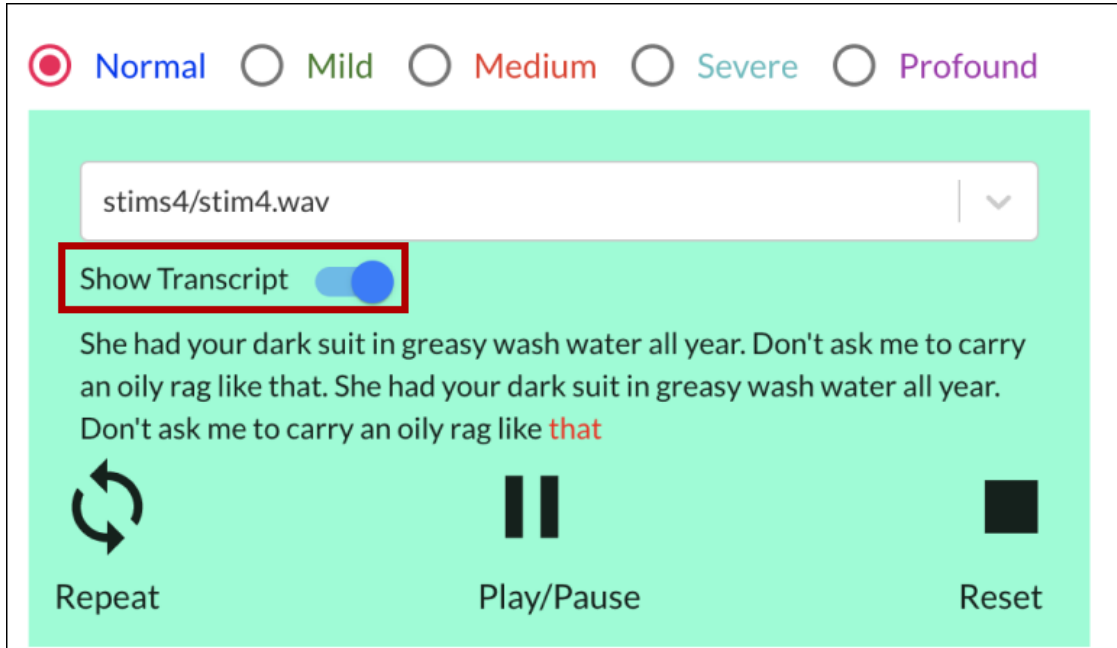 Normal Mild Medium Severe Profound
stims4/stim4.wav
Show Transcript
She had your dark suit in greasy wash water all year. Don't ask me to carry
an oily rag like that. She had your dark suit in greasy wash water all year.
Don't ask me to carry an oily rag like that
Repeat Play/Pause Reset